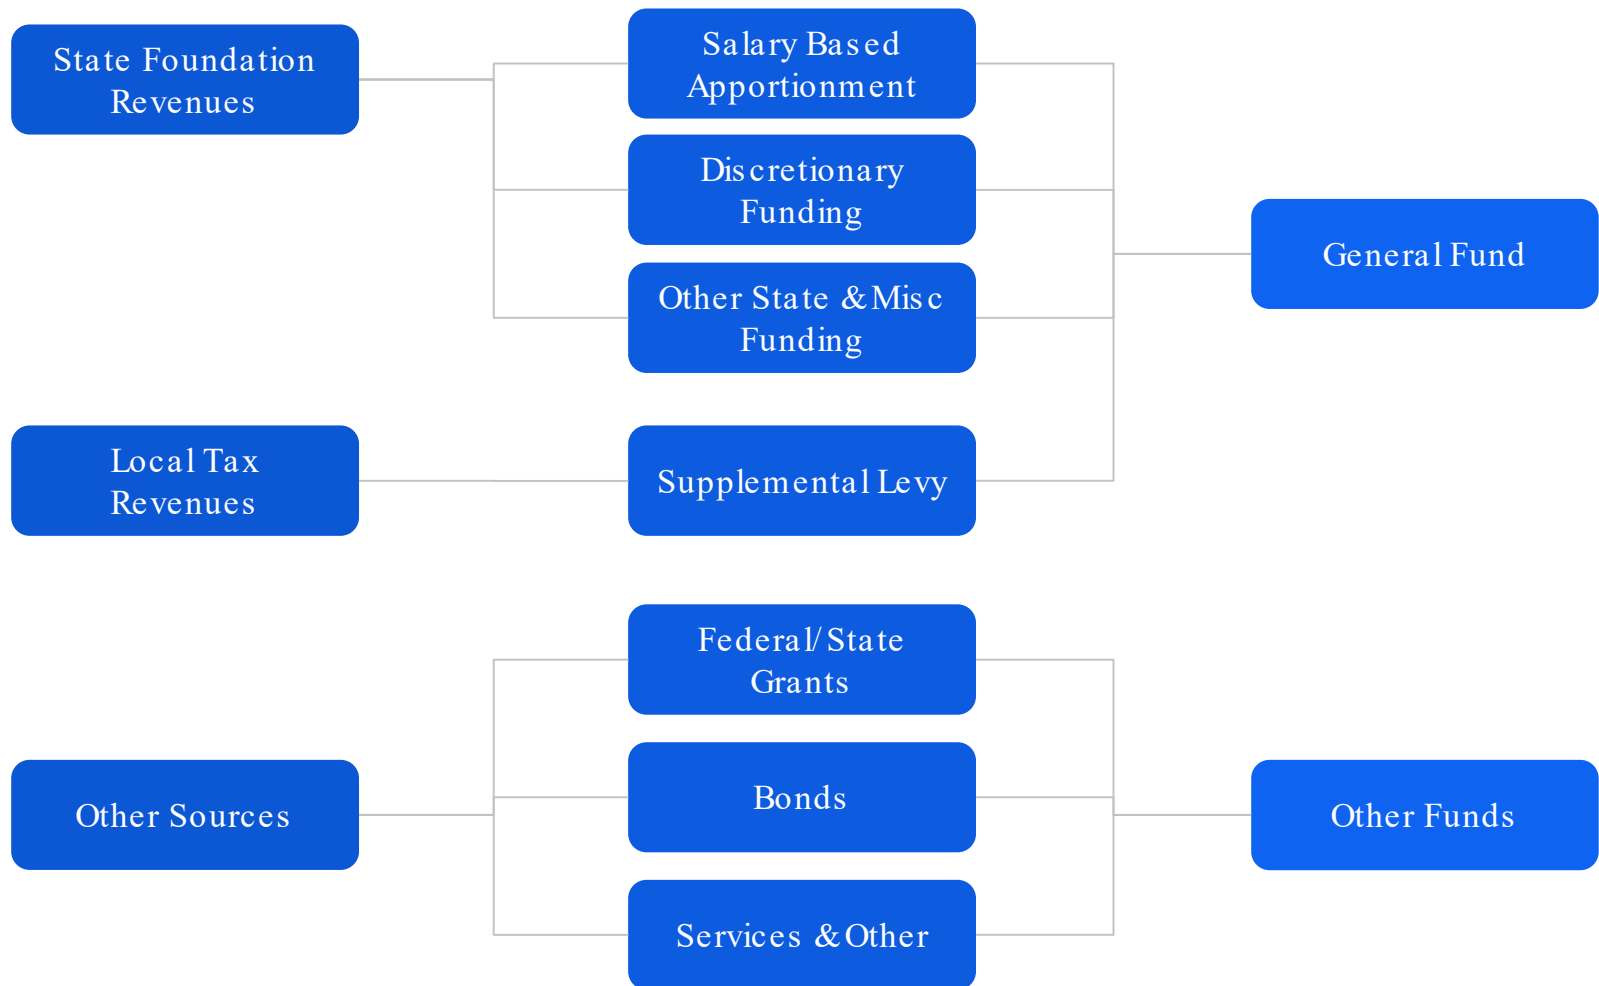 State Foundation
Revenues
Salary Based
Apportionment
Discretionary
Funding
Other State & Misc
Funding
General Fund
Local Tax
Revenues
Supplemental Levy
Federal/State
Grants
Other Sources
Bonds
Services & Other
Other Funds